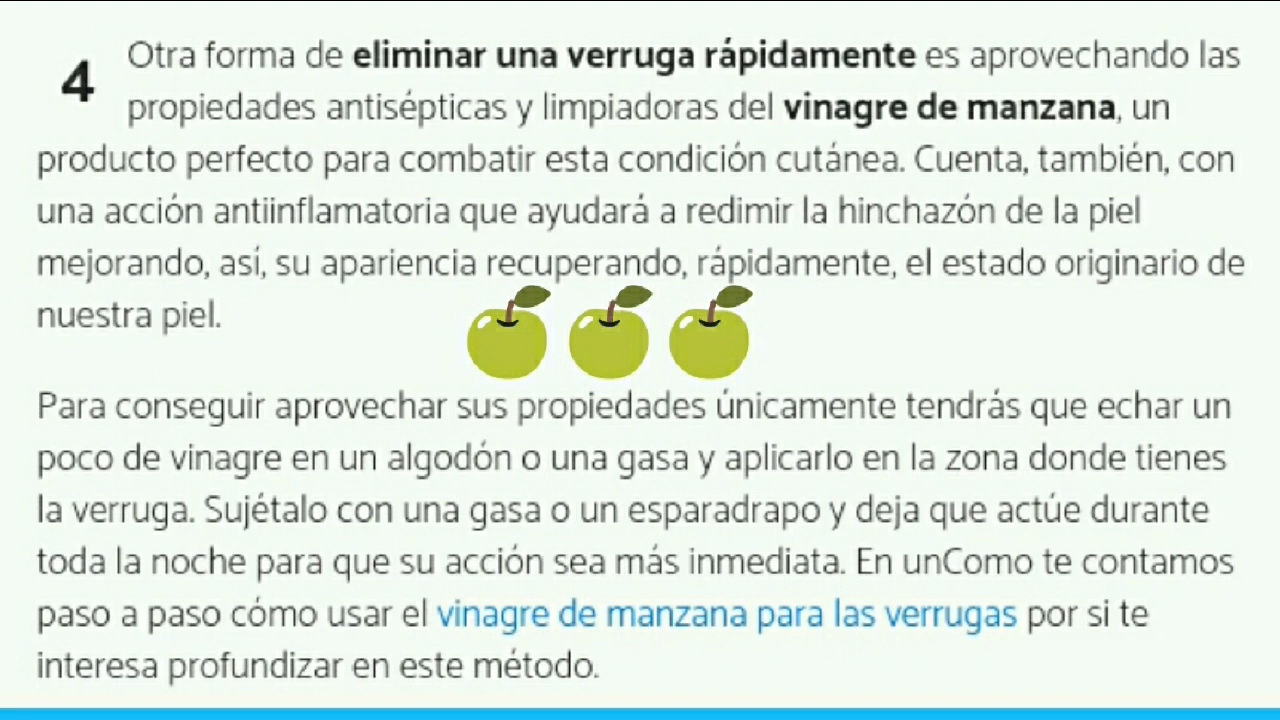 4
Otra forma de eliminar una verruga rápidamente es aprovechando las
propiedades antisépticas y limpiadoras del vinagre de manzana, un
producto perfecto para combatir esta condición cutánea. Cuenta, también, con
una acción antiinflamatoria que ayudará a redimir la hinchazón de la piel
mejorando, así, su apariencia recuperando, rápidamente, el estado originario de
nuestra piel.
Para conseguir aprovechar sus propiedades únicamente tendrás que echar un
poco de vinagre en un algodón o una gasa y aplicarlo en la zona donde tienes
la verruga. Sujétalo con una gasa o un esparadrapo y deja que actúe durante
toda la noche para que su acción sea más inmediata. En unComo te contamos
paso a paso cómo usar el vinagre de manzana para las verrugas por si te
interesa profundizar en este método.